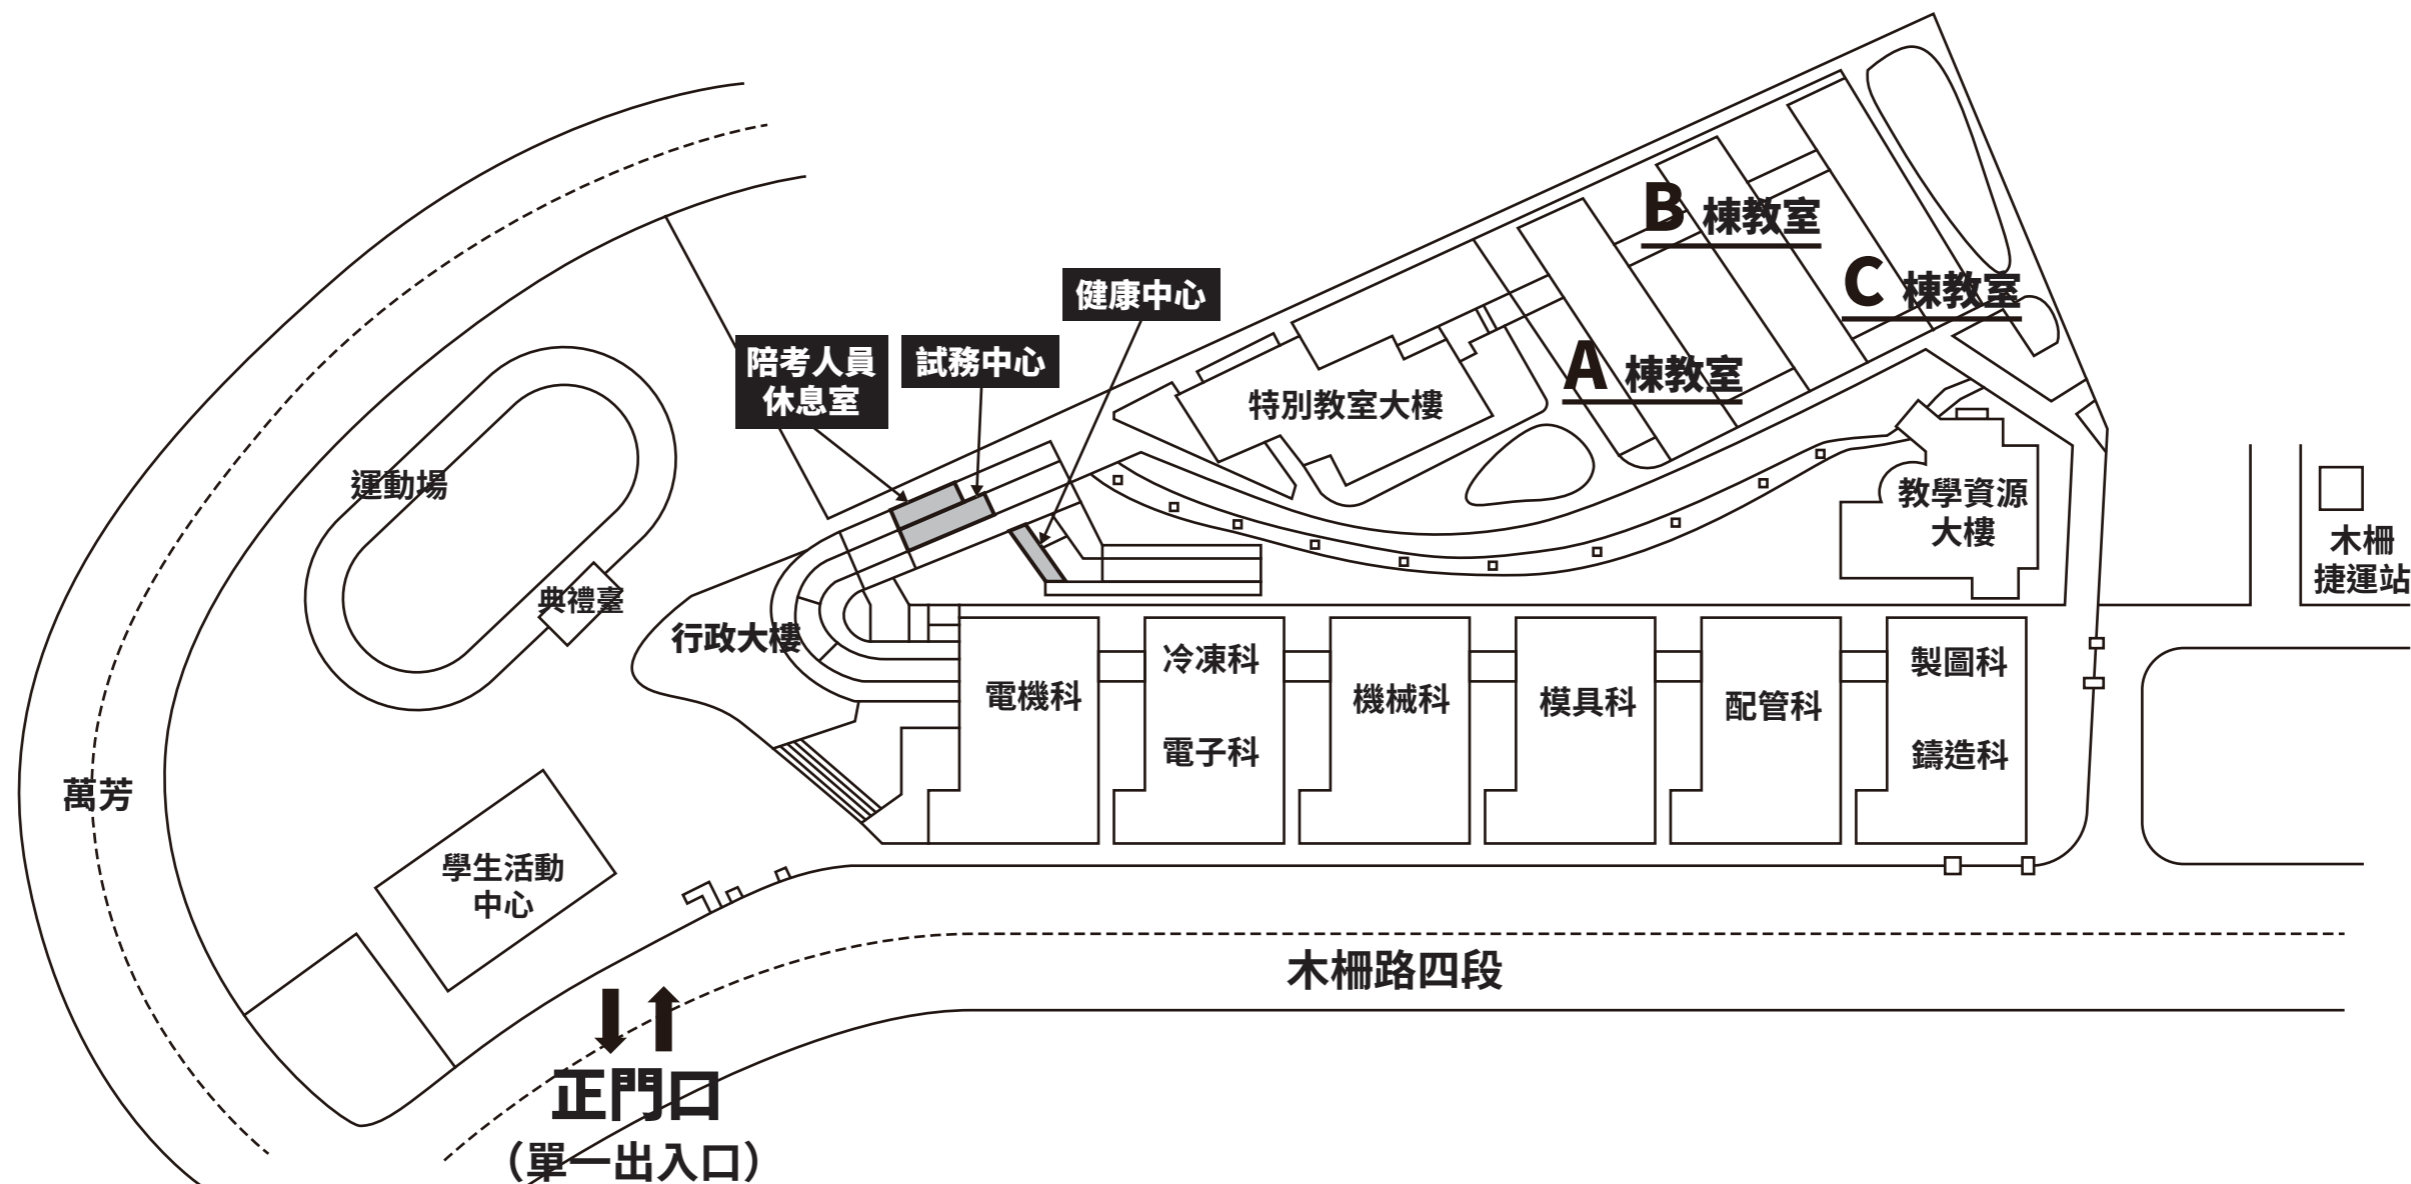 B 棟教室
C 棟教室
健康中心
陪考人員
休息室
試務中心
A 棟教室
特別教室大樓
運動場
教學資源
大樓
木柵
捷運站
典禮臺
行政大樓
電機科
冷凍科
電子科
機械科
模具科
配管科
製圖科
鑄造科
萬芳
學生活動
中心
木柵路四段
正門口
（單一出入口）